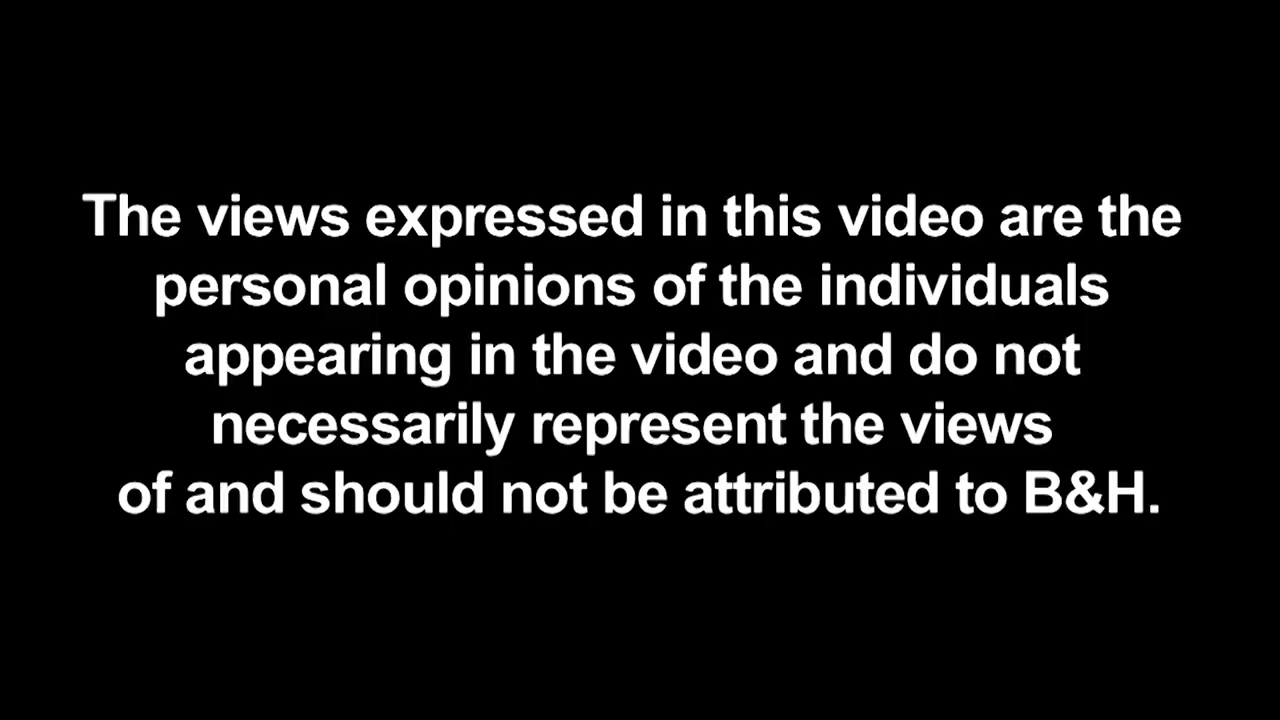 The views expressed in this video are the
personal opinions of the individuals
appearing in the video and do not
necessarily represent the views
of and should not be attributed to B&H.